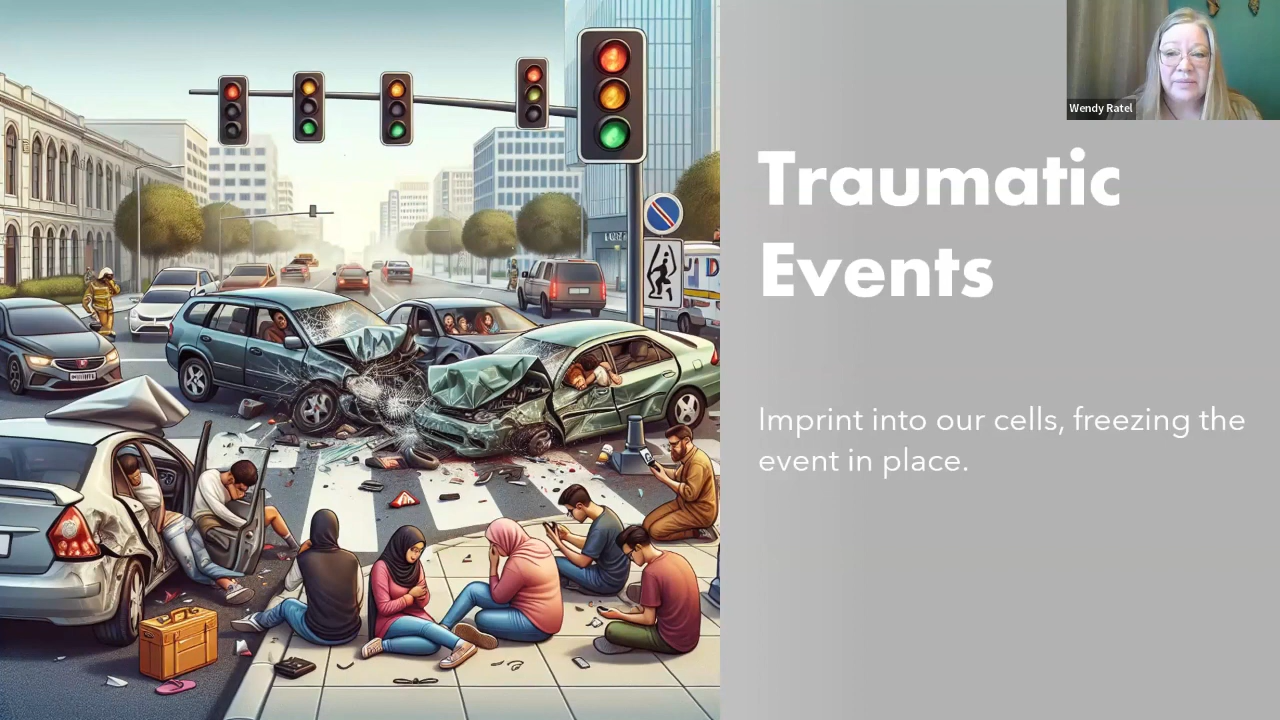 Wendy Ratel
Traumatic
Events
Imprint into our cells, freezing the
event in place.